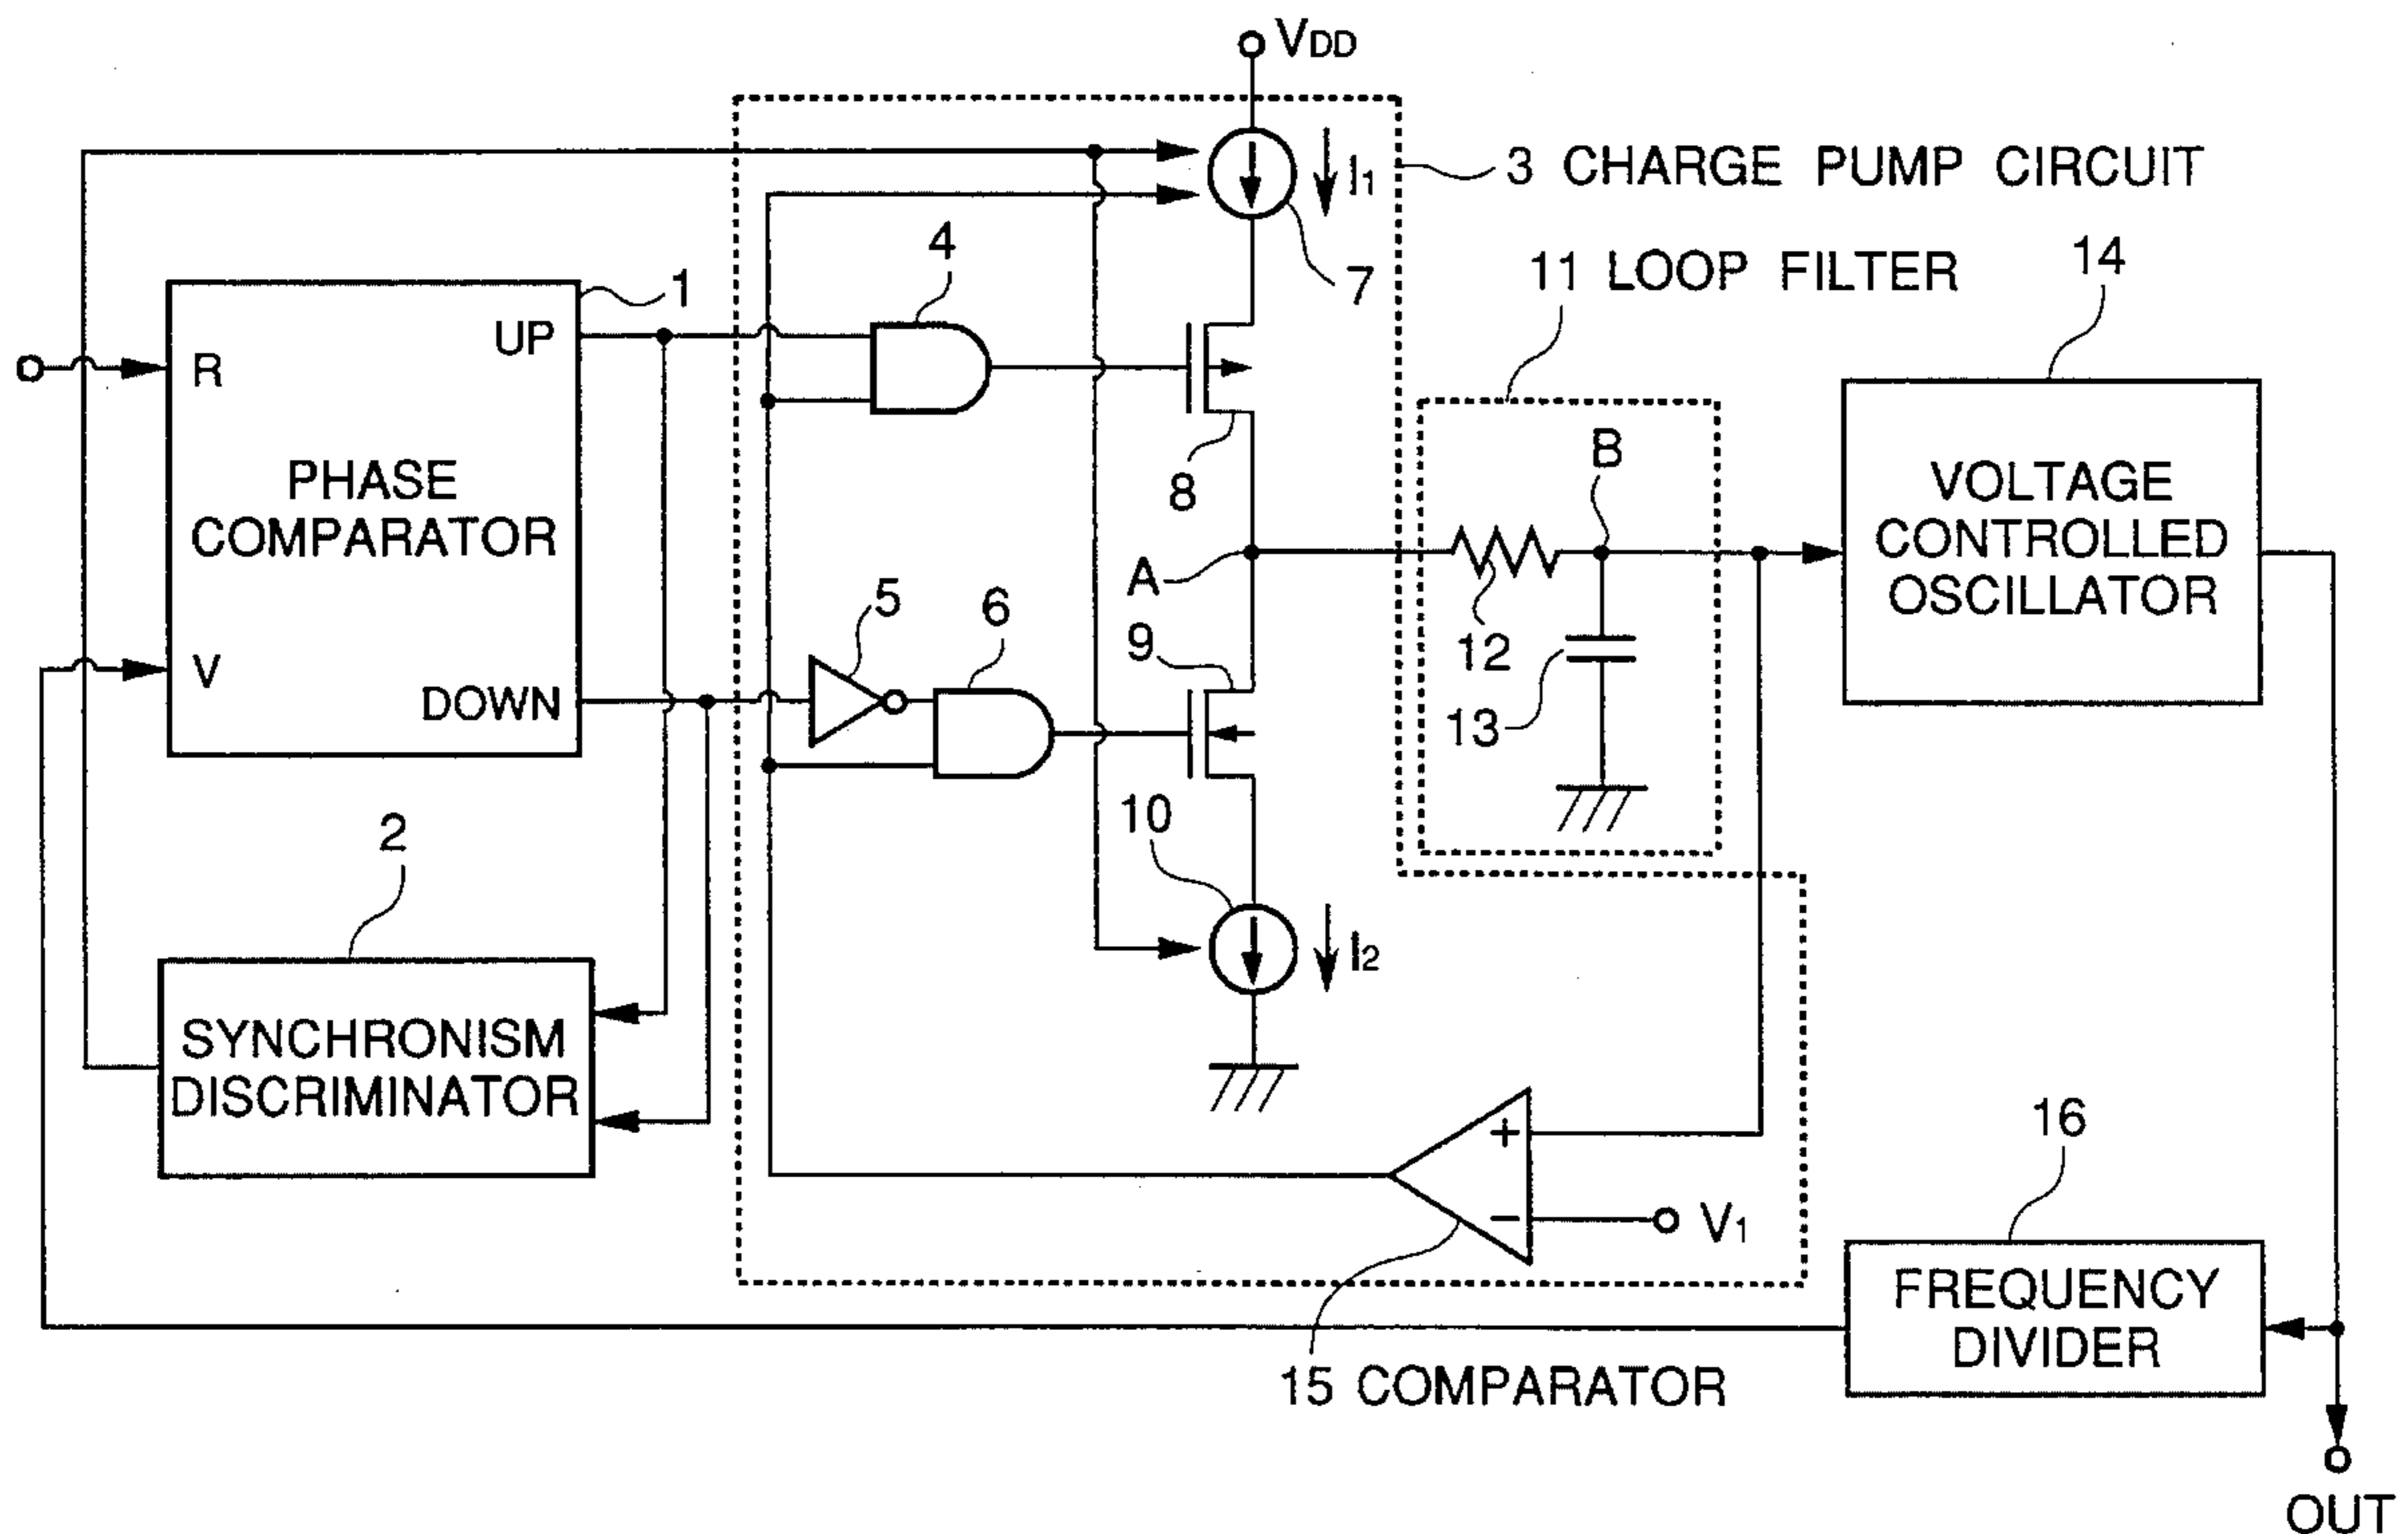 VDD
3 CHARGE PUMP CIRCUIT
I1
7
4
11 LOOP FILTER
14
1
UP
R
PHASE
COMPARATOR
V
DOWN
8
A
B
12
13
VOLTAGE
CONTROLLED
OSCILLATOR
5
6
9
10
I2
2
SYNCHRONISM
DISCRIMINATOR
+
−
V1
15 COMPARATOR
16
FREQUENCY
DIVIDER
OUT